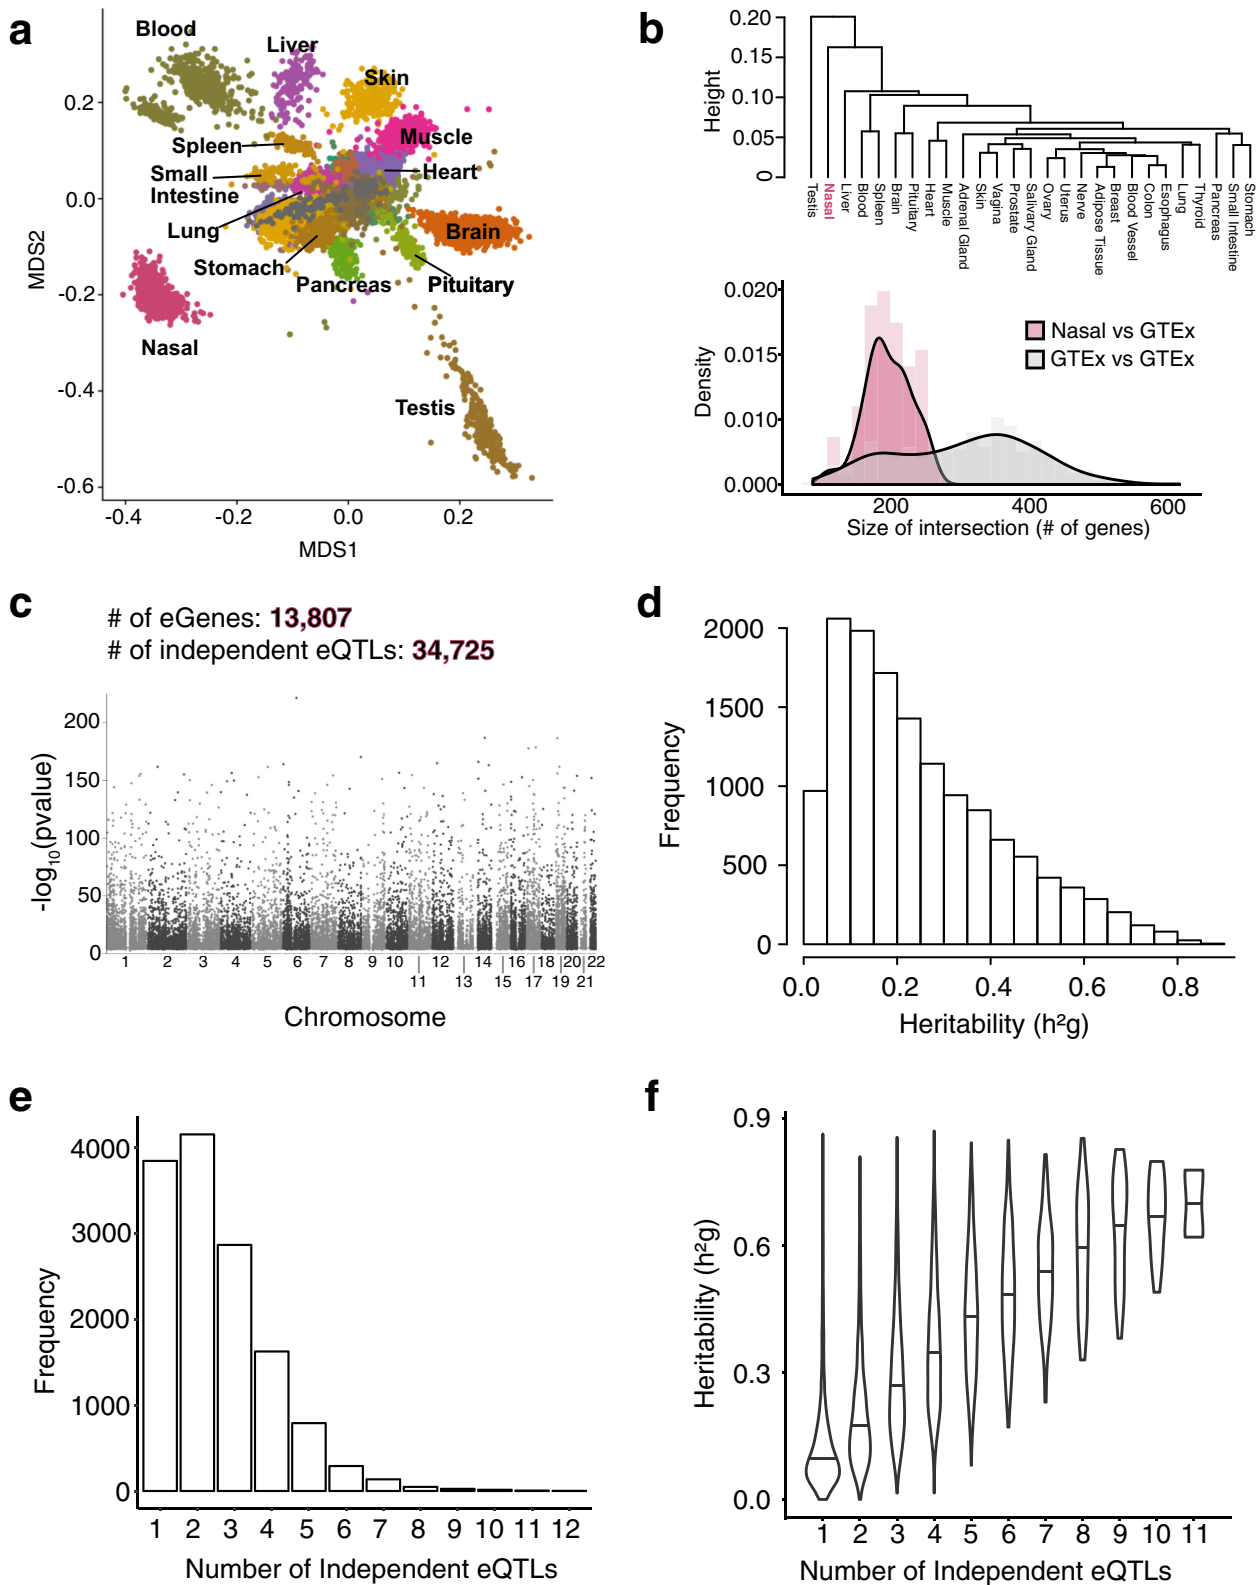 a
Blood
Liver
Skin
Muscle
Spleen
Small
Intestine
Heart
Lung
Stomach
Pancreas
Brain
Pituitary
Nasal
Testis
0.2
0.0
-0.2
-0.4
-0.6
MDS2
-0.4 -0.2 0.0 0.2
MDS1
b
0.20
0.15
0.10
0.05
0
Height
Testis
Nasal
Liver
Blood
Spleen
Brain
Pituitary
Heart
Muscle
Adrenal Gland
Skin
Vagina
Prostate
Salivary Gland
Ovary
Uterus
Nerve
Adipose Tissue
Breast
Blood Vessel
Colon
Esophagus
Lung
Thyroid
Pancreas
Small Intestine
Stomach
0.020
0.015
0.010
0.005
0.000
Density
Nasal vs GTEx
GTEx vs GTEx
200 400 600
Size of intersection (# of genes)
c
# of eGenes: 13,807
# of independent eQTLs: 34,725
200
150
100
50
0
-log10(pvalue)
1 2 3 4 5 6 7 8 9 10 12 14 16 18 20 22
11 13 15 17 19 21
Chromosome
d
2000
1500
1000
500
0
Frequency
0.0 0.2 0.4 0.6 0.8
Heritability (h²g)
e
4000
3000
2000
1000
0
Frequency
1 2 3 4 5 6 7 8 9 10 11 12
Number of Independent eQTLs
f
0.9
0.6
0.3
0.0
Heritability (h²g)
1 2 3 4 5 6 7 8 9 10 11
Number of Independent eQTLs